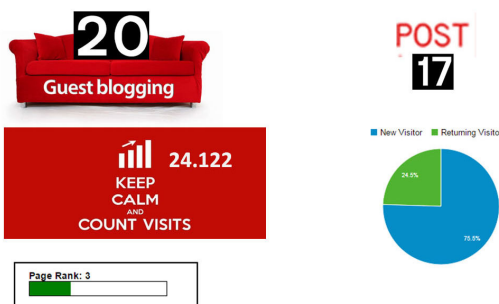 20
Guest blogging
POST
17
24.122
KEEP
CALM
AND
COUNT VISITS
New Visitor Returning Visito
24.5%
75.5%
Page Rank: 3